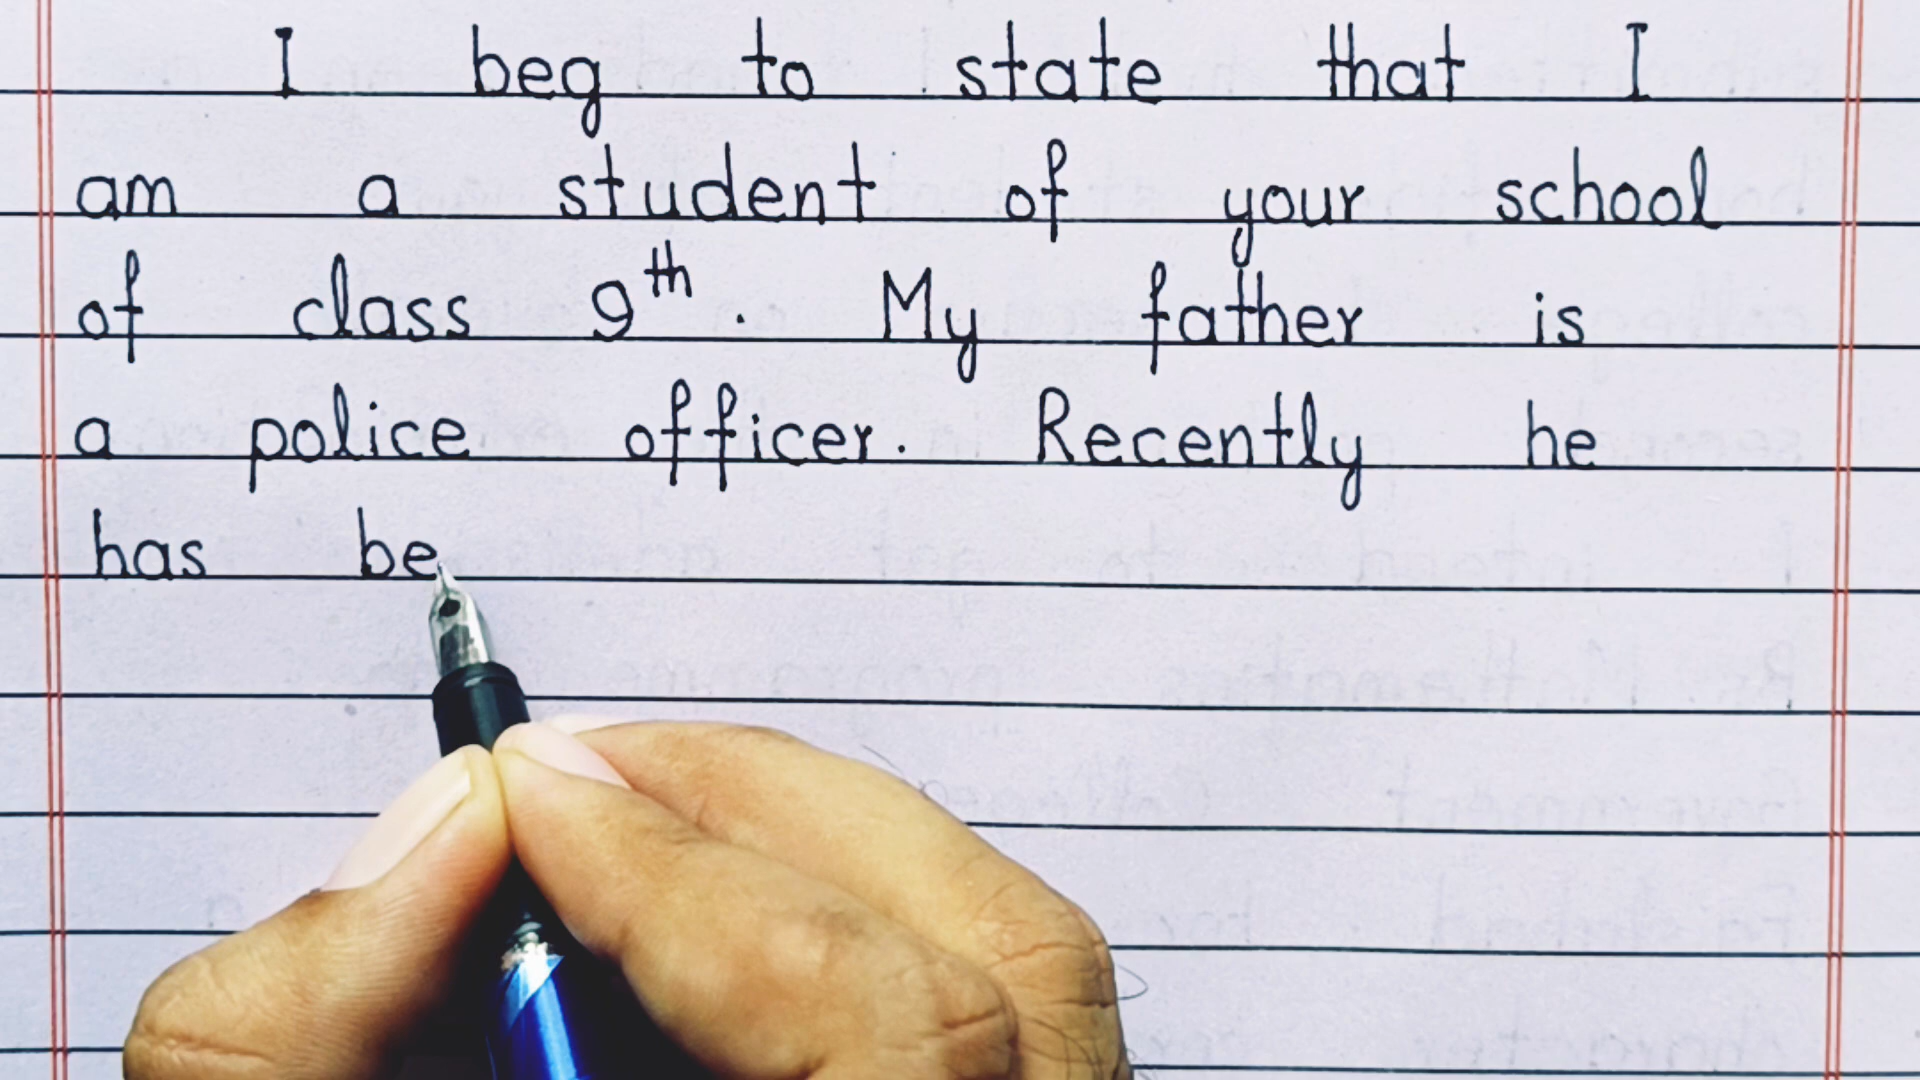 I beg to state that I
am a student of your school
of class 9th. My father is
a police officer. Recently he
has be